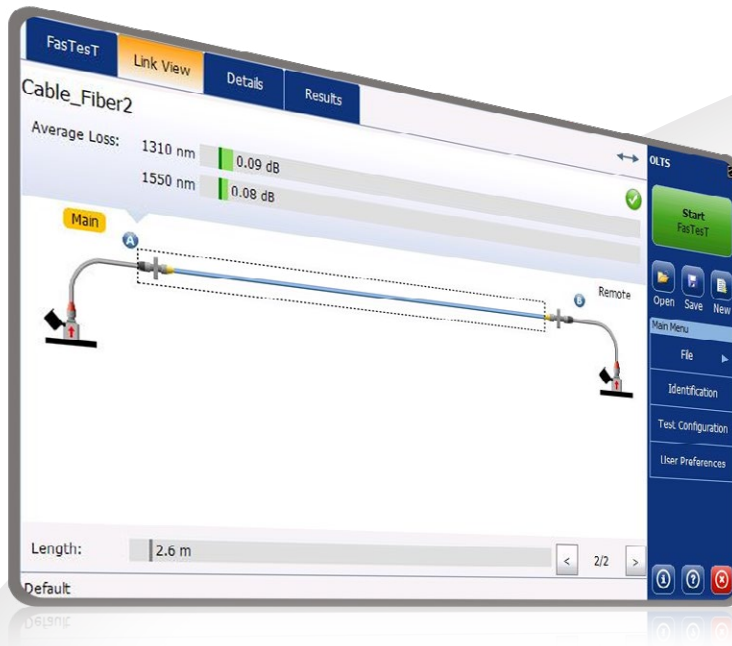 FasTesT
Link View
Details
Results
Cable_Fiber2
Average Loss:
1310 nm
0.09 dB
1550 nm
0.08 dB
Main
A
B
Remote
Length:
2.6 m
<
2/2
>
Default
OLTS
Start
FasTesT
Open
Save
New
Main Menu
File
Identification
Test Configuration
User Preferences
i
?
x